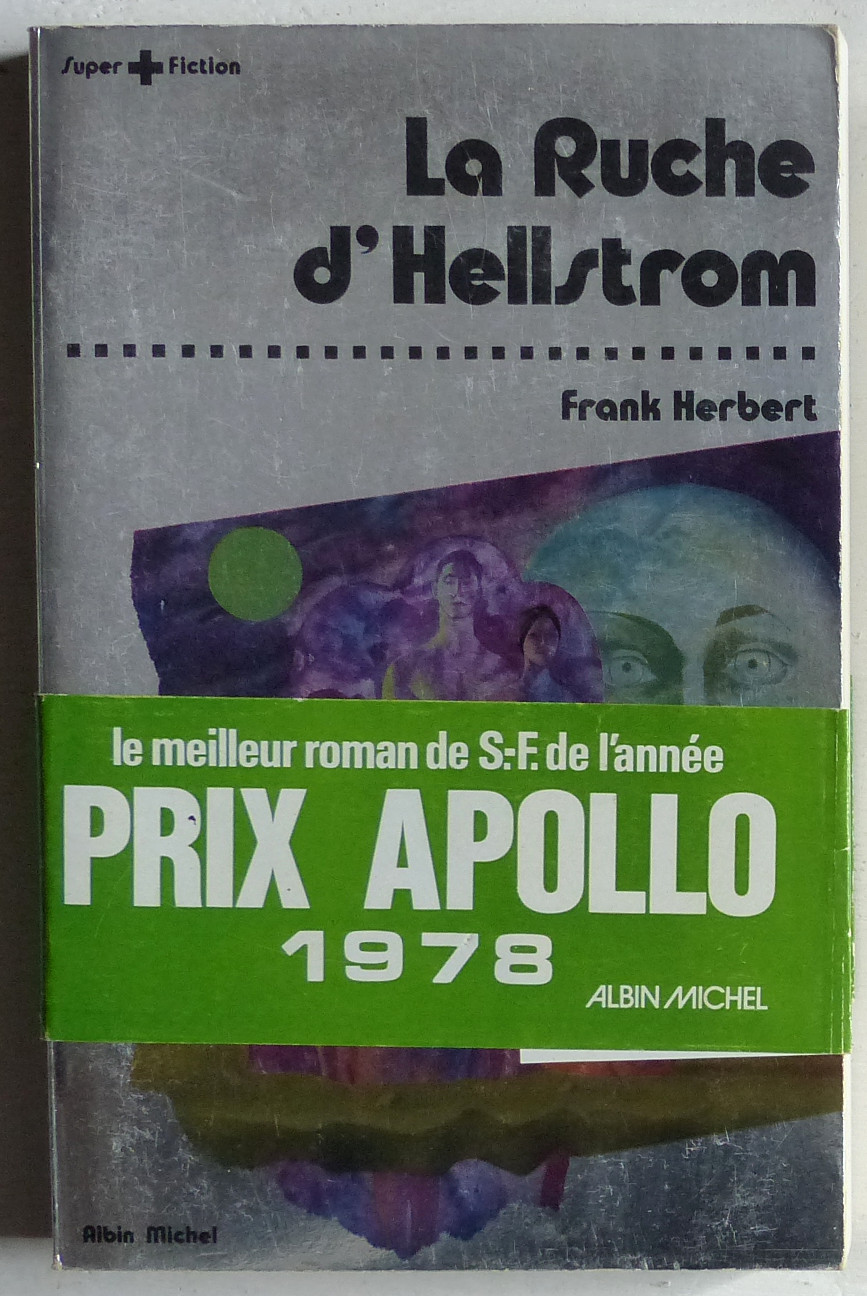 Super + Fiction
La Ruche
d'Hellstrom
Frank Herbert
le meilleur roman de S.-F. de l'année
PRIX APOLLO
1978
ALBIN MICHEL
Albin Michel